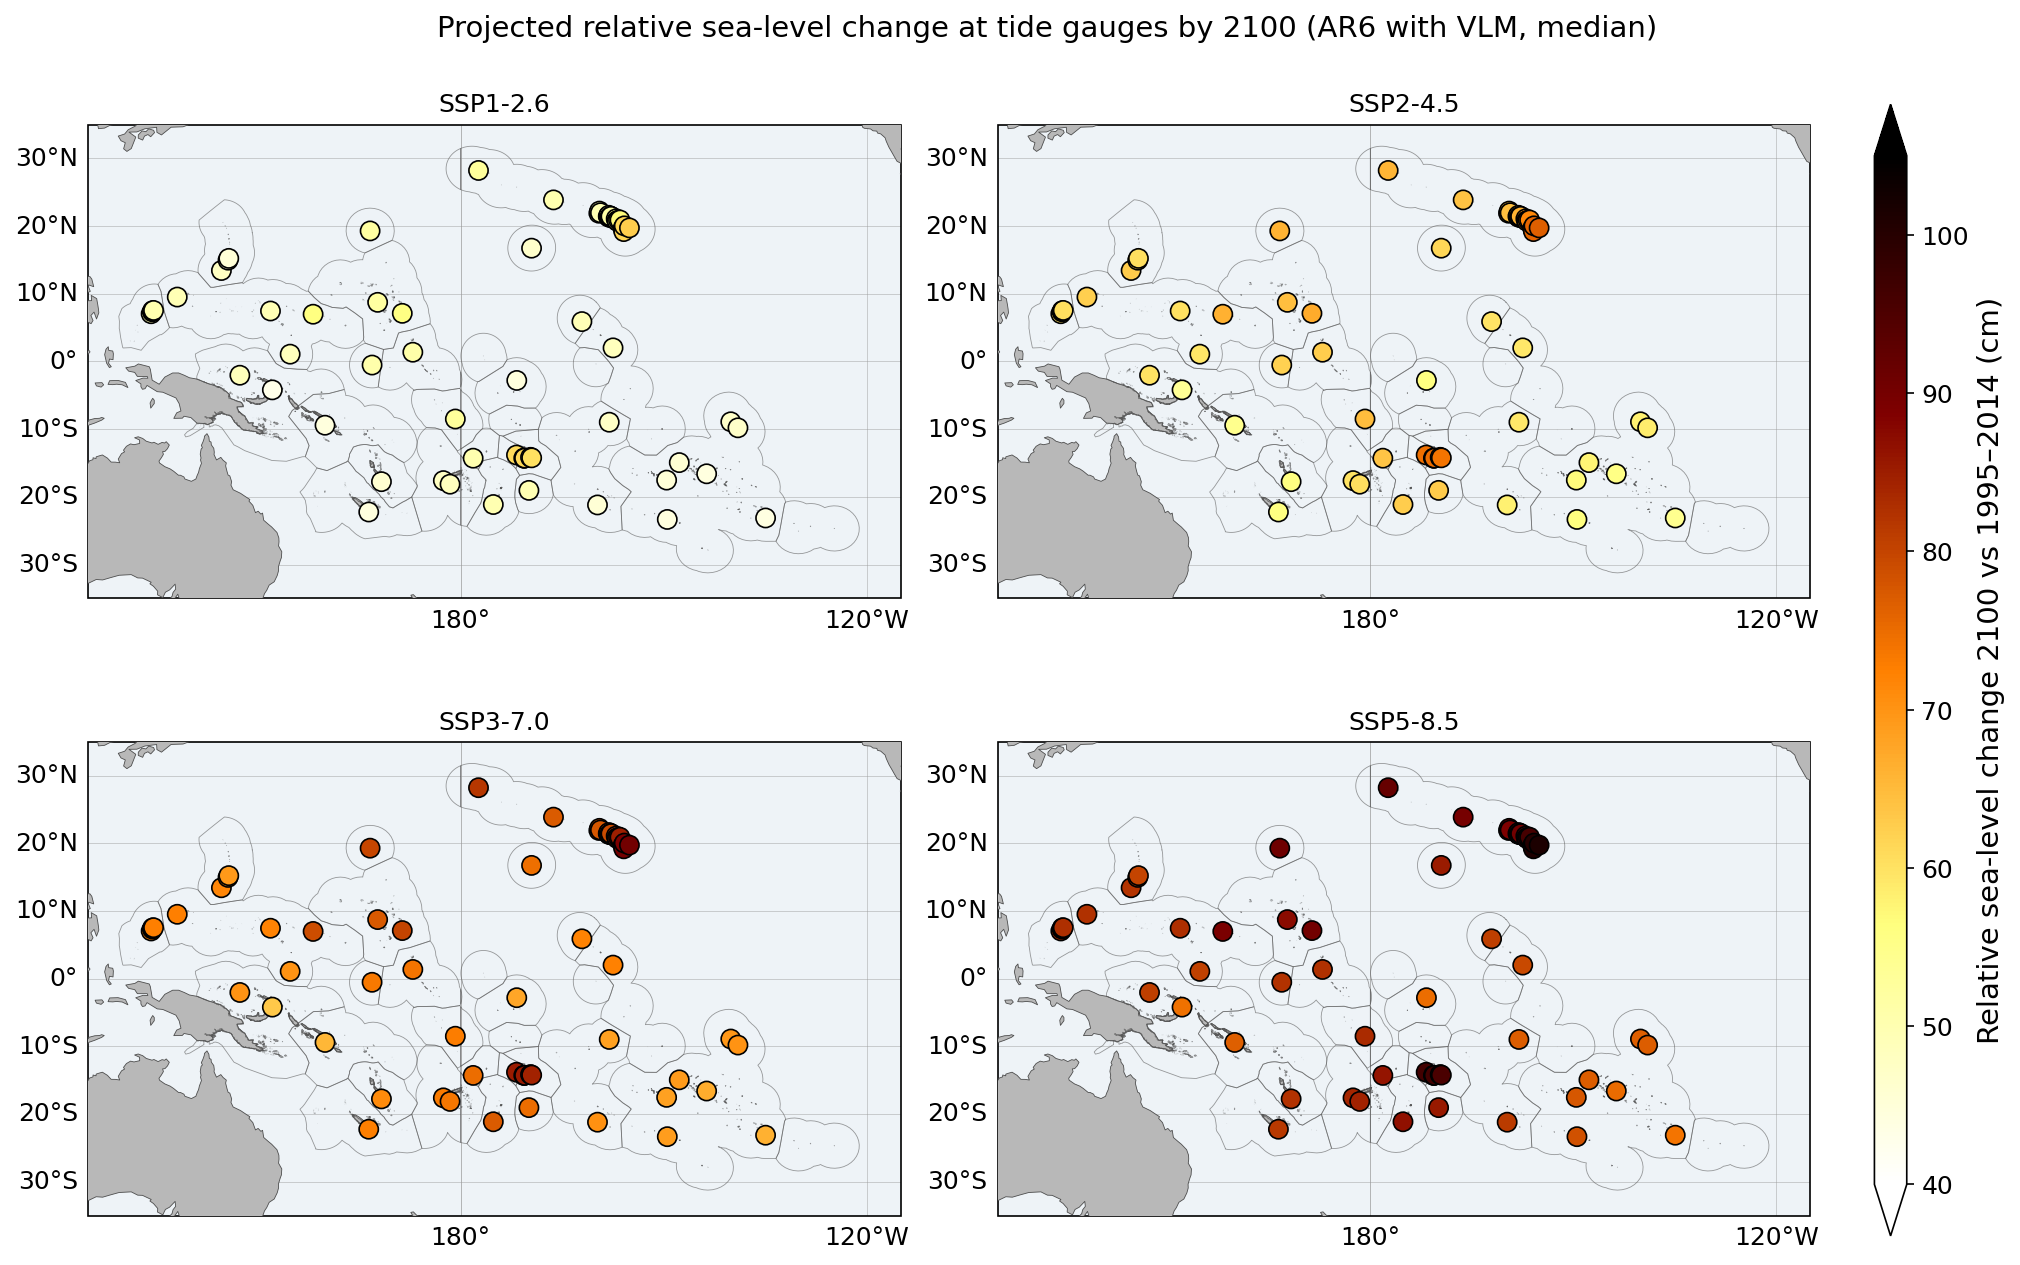 Projected relative sea-level change at tide gauges by 2100 (AR6 with VLM, median)
SSP1-2.6
30°N
20°N
10°N
0°
10°S
20°S
30°S
180°
120°W
SSP2-4.5
30°N
20°N
10°N
0°
10°S
20°S
30°S
180°
120°W
SSP3-7.0
30°N
20°N
10°N
0°
10°S
20°S
30°S
180°
120°W
SSP5-8.5
30°N
20°N
10°N
0°
10°S
20°S
30°S
180°
120°W
100
90
80
70
60
50
40
Relative sea-level change 2100 vs 1995–2014 (cm)